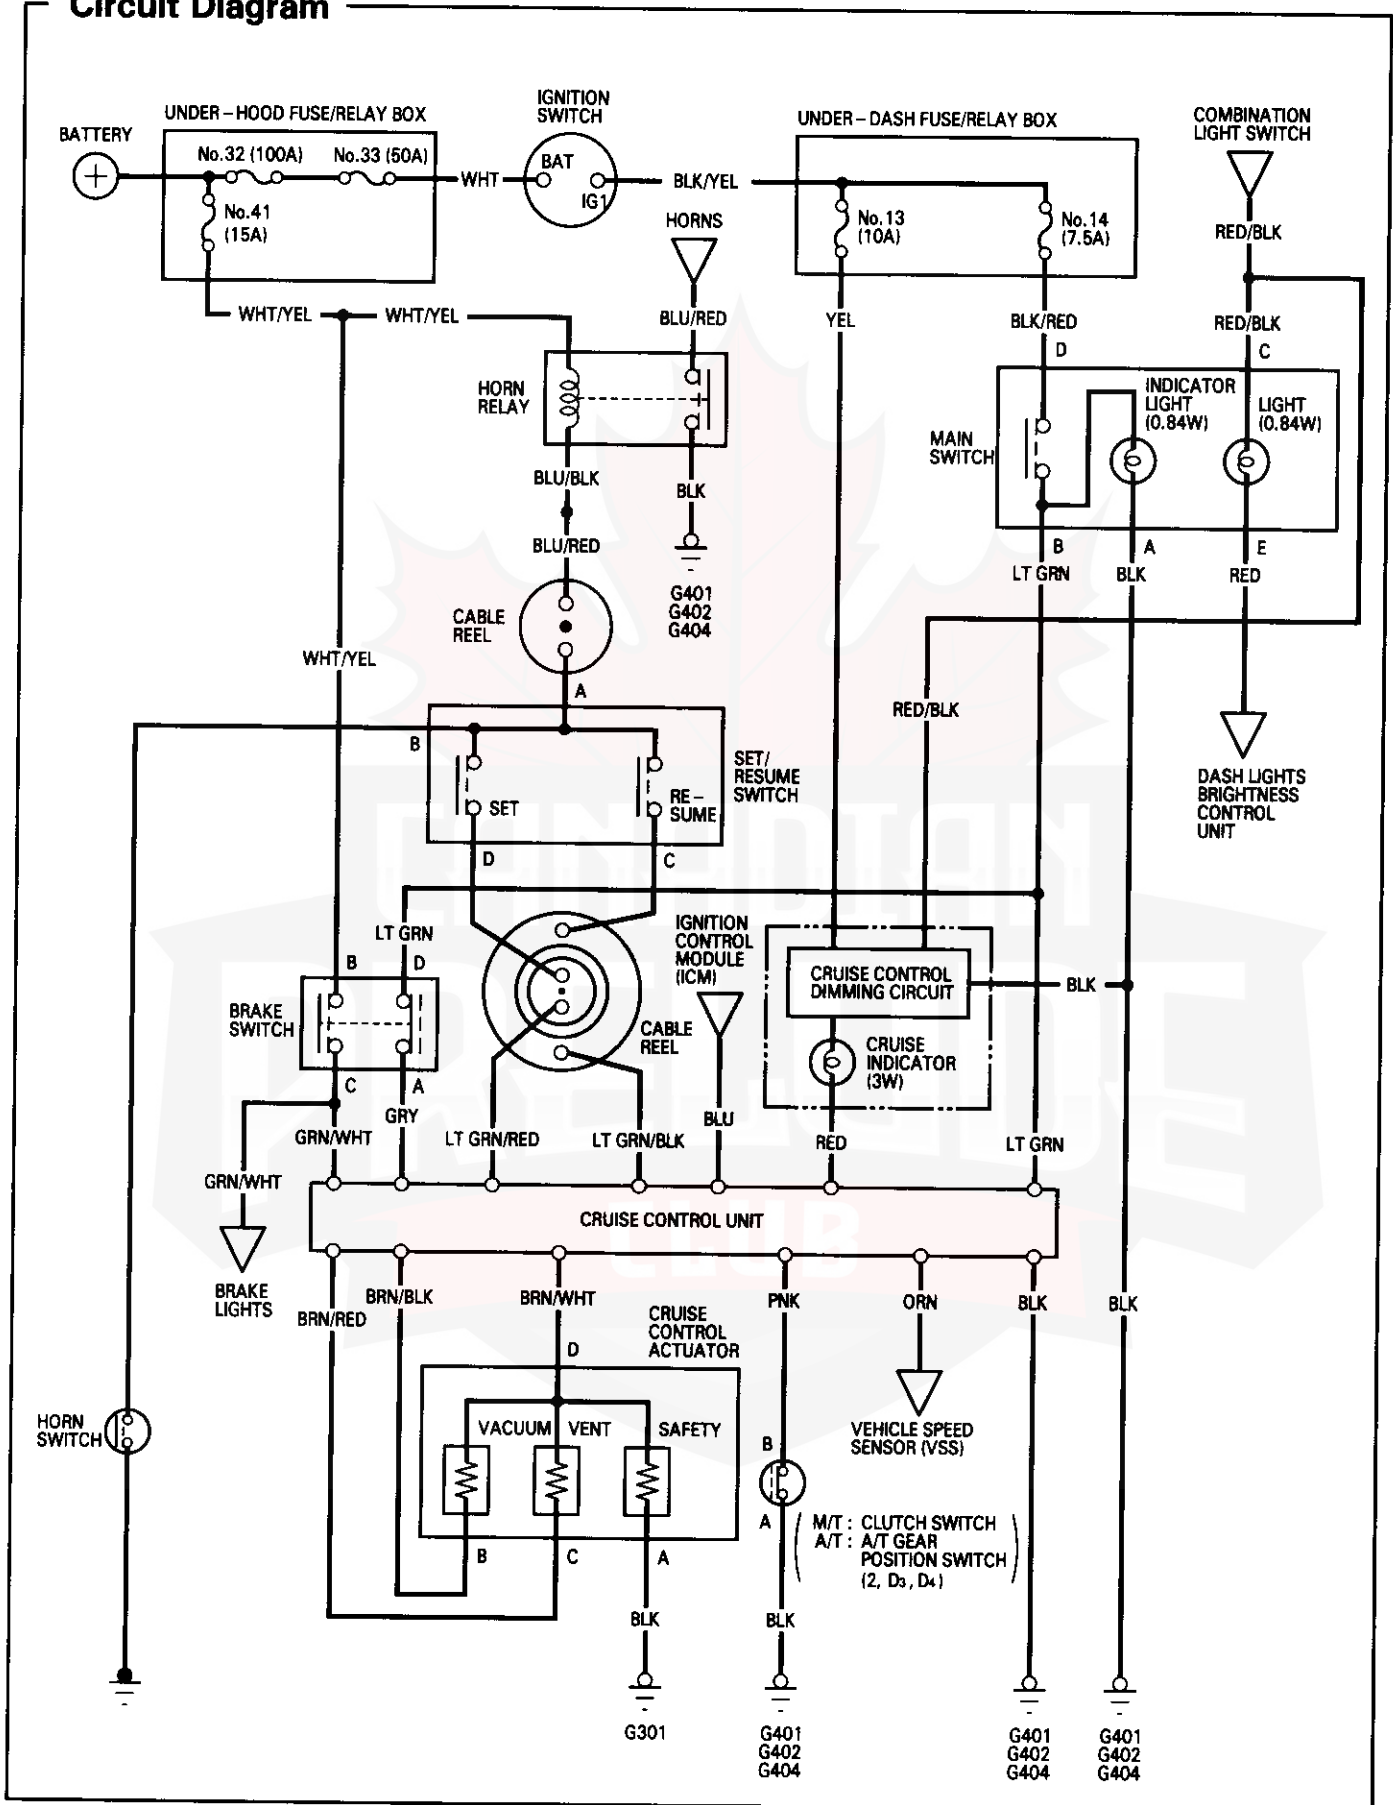 Circuit Diagram
BATTERY
UNDER-HOOD FUSE/RELAY BOX
No.32 (100A)
No.33 (50A)
No.41
(15A)
WHT
IGNITION
SWITCH
BAT
IG1
BLK/YEL
UNDER-DASH FUSE/RELAY BOX
No.13
(10A)
No.14
(7.5A)
COMBINATION
LIGHT SWITCH
RED/BLK
HORNS
WHT/YEL
WHT/YEL
BLU/RED
YEL
BLK/RED
RED/BLK
D
C
HORN
RELAY
MAIN
SWITCH
INDICATOR
LIGHT
(0.84W)
LIGHT
(0.84W)
BLU/BLK
BLK
BLU/RED
G401
G402
G404
B
A
E
LT GRN
BLK
RED
CABLE
REEL
WHT/YEL
A
RED/BLK
B
SET
RE-
SUME
SET/
RESUME
SWITCH
D
C
DASH LIGHTS
BRIGHTNESS
CONTROL
UNIT
CANADIAN
PRELUDE
CLUB
LT GRN
B
D
BRAKE
SWITCH
C
A
CABLE
REEL
IGNITION
CONTROL
MODULE
(ICM)
CRUISE CONTROL
DIMMING CIRCUIT
BLK
CRUISE
INDICATOR
(3W)
GRY
GRN/WHT
LT GRN/RED
LT GRN/BLK
BLU
RED
LT GRN
GRN/WHT
CRUISE CONTROL UNIT
BRAKE
LIGHTS
BRN/RED
BRN/BLK
BRN/WHT
PNK
ORN
BLK
BLK
CRUISE
CONTROL
ACTUATOR
D
VACUUM
VENT
SAFETY
B
C
A
HORN
SWITCH
VEHICLE SPEED
SENSOR (VSS)
B
A
M/T : CLUTCH SWITCH
A/T : A/T GEAR
POSITION SWITCH
(2, D3, D4)
BLK
BLK
G301
G401
G402
G404
G401
G402
G404
G401
G402
G404